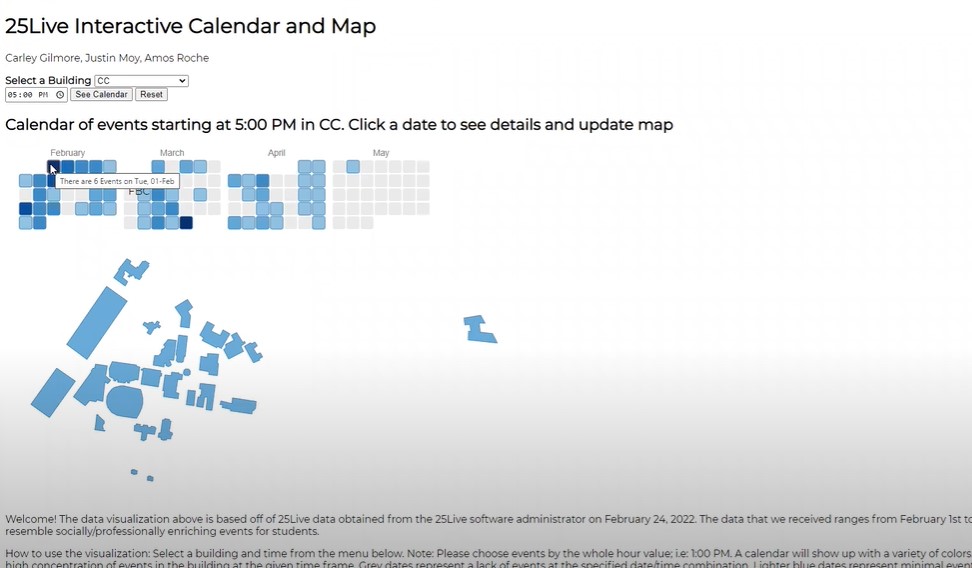 25Live Interactive Calendar and Map
Carley Gilmore, Justin Moy, Amos Roche
Select a Building CC
05:00 PM See Calendar Reset
Calendar of events starting at 5:00 PM in CC. Click a date to see details and update map
February March April May
There are 6 Events on Tue, 01-Feb
FBC
Welcome! The data visualization above is based off of 25Live data obtained from the 25Live software administrator on February 24, 2022. The data that we received ranges from February 1st to
resemble socially/professionally enriching events for students.
How to use the visualization: Select a building and time from the menu below. Note: Please choose events by the whole hour value; i.e: 1:00 PM. A calendar will show up with a variety of colors
high concentration of events in the building at the given time frame. Grey dates represent a lack of events at the specified date/time combination. Lighter blue dates represent minimal even